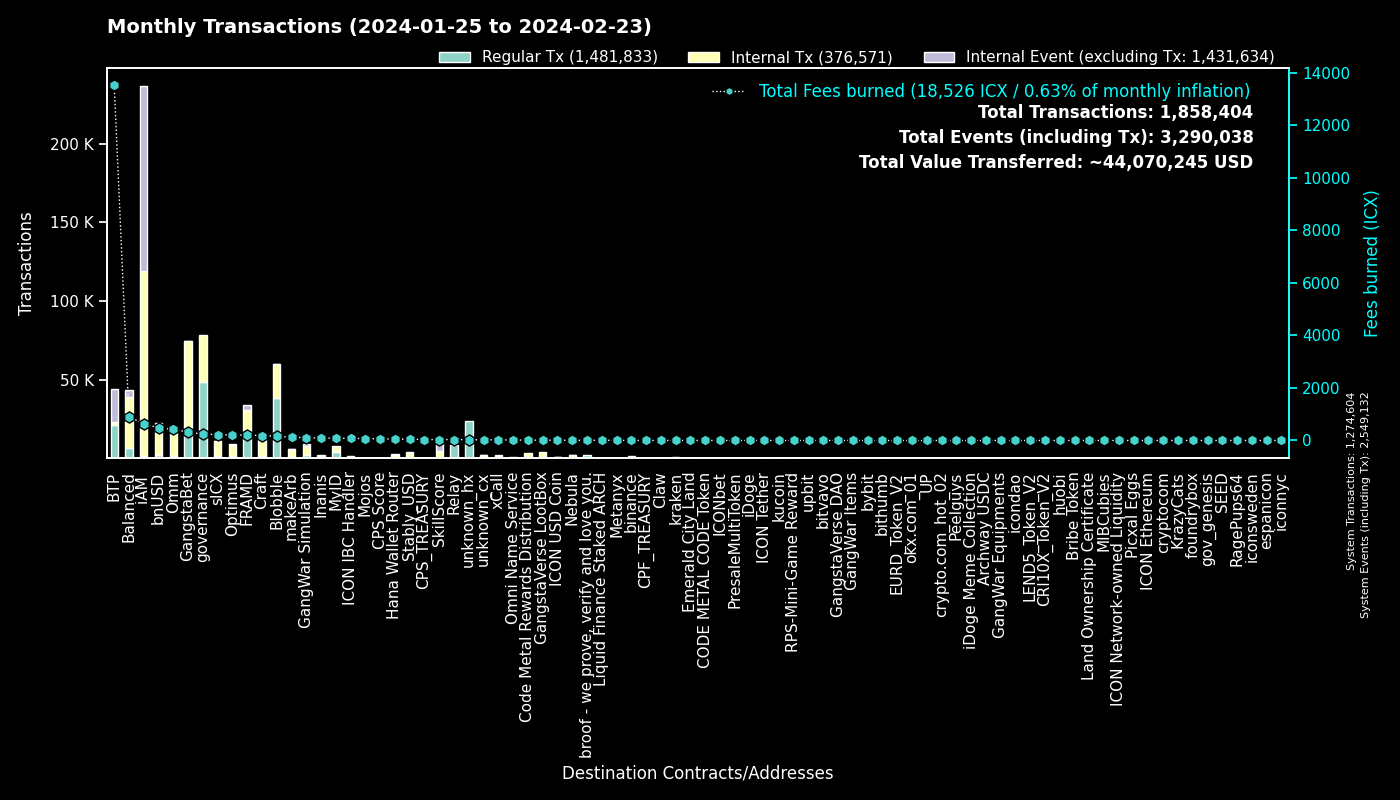 Monthly Transactions (2024-01-25 to 2024-02-23)
Regular Tx (1,481,833)
Internal Tx (376,571)
Internal Event (excluding Tx: 1,431,634)
Total Fees burned (18,526 ICX / 0.63% of monthly inflation)
Total Transactions: 1,858,404
Total Events (including Tx): 3,290,038
Total Value Transferred: ~44,070,245 USD
Transactions
200 K
150 K
100 K
50 K
14000
12000
10000
8000
6000
4000
2000
0
Fees burned (ICX)
System Transactions: 1,274,604
System Events (including Tx): 2,549,132
BTP
Balanced
IAM
bnUSD
Omm
GangstaBet
governance
sICX
Optimus
FRAMD
Craft
Blobble
makeArb
GangWar Simulation
Inanis
MyID
ICON IBC Handler
Mojos
CPS Score
Hana Wallet Router
Stably USD
CPS_TREASURY
SkillScore
Relay
unknown_hx
unknown_cx
xCall
Omni Name Service
Code Metal Rewards Distribution
GangstaVerse LootBox
ICON USD Coin
Nebula
broof - we prove, verify and love you.
Liquid Finance Staked ARCH
Metanyx
binance
CPF_TREASURY
Claw
kraken
Emerald City Land
CODE METAL CODE Token
ICONbet
PresaleMultiToken
iDoge
ICON Tether
kucoin
RPS-Mini-Game Reward
upbit
bitvavo
GangstaVerse DAO
GangWar Items
bybit
bithumb
EURD_Token_V2
okx.com_01
UP
crypto.com_hot_02
Peelguys
iDoge Meme Collection
Archway USDC
GangWar Equipments
icondao
LEND5_Token_V2
CRI10X_Token_V2
huobi
Bribe Token
Land Ownership Certificate
MIBCubies
ICON Network-owned Liquidity
Picxal Eggs
ICON Ethereum
cryptocom
KrazyCats
foundrybox
gov_genesis
SEED
RagePups64
iconsweden
espanicon
iconnyc
Destination Contracts/Addresses